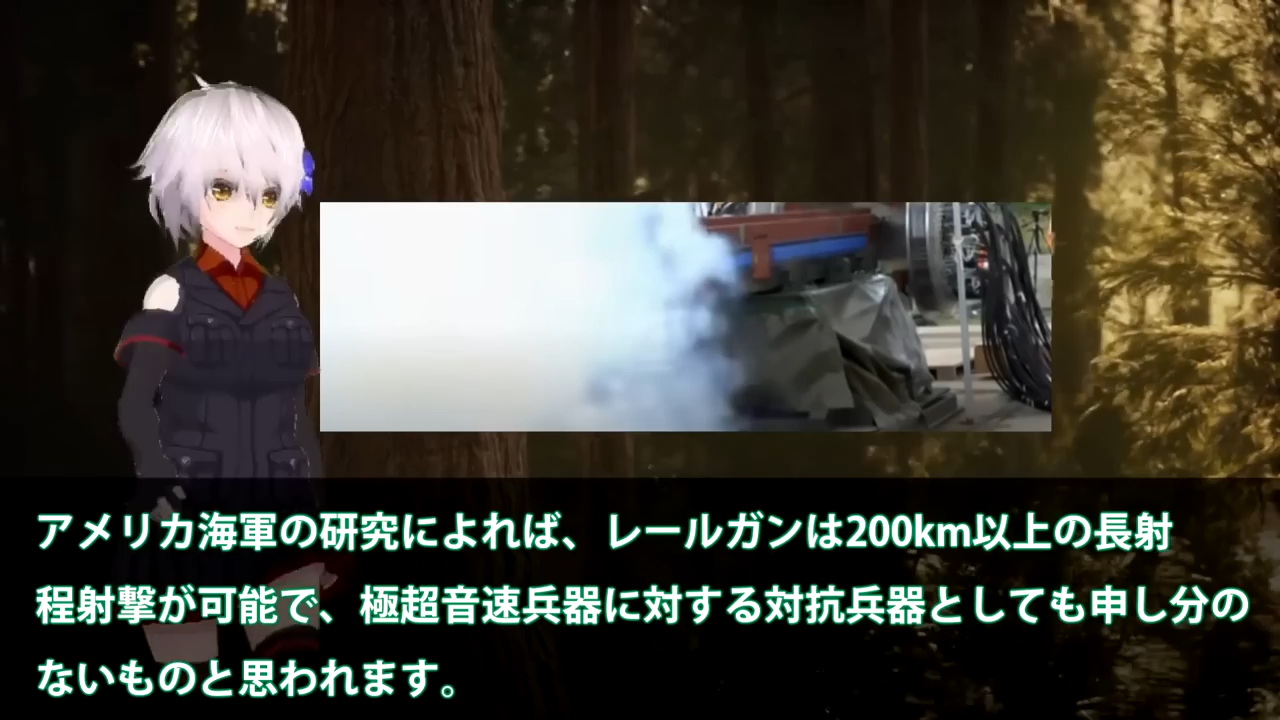 アメリカ海軍の研究によれば、レールガンは200km以上の長射
程射撃が可能で、極超音速兵器に対する対抗兵器としても申し分の
ないものと思われます。